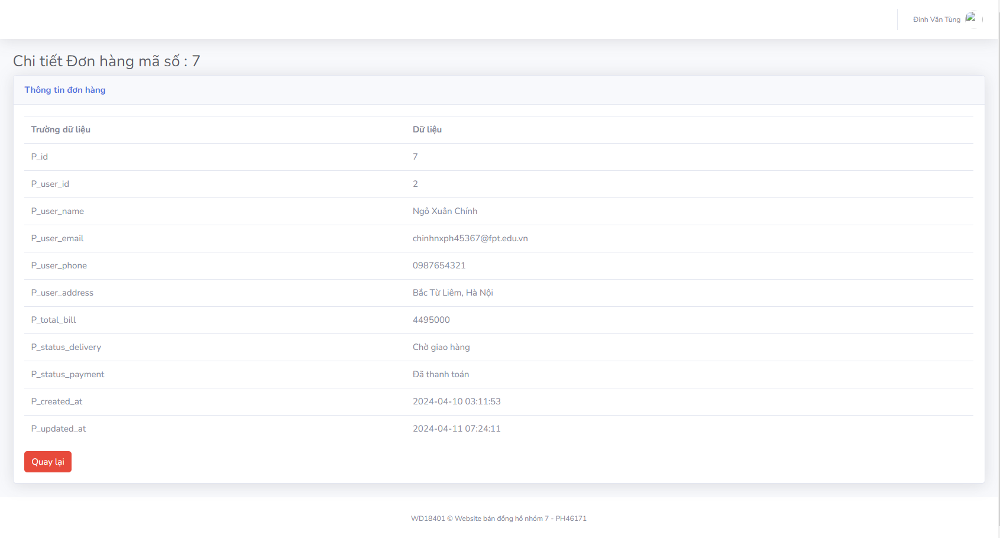 Đinh Văn Tùng
Chi tiết Đơn hàng mã số : 7
Thông tin đơn hàng
Trường dữ liệu Dữ liệu
P_id 7
P_user_id 2
P_user_name Ngô Xuân Chính
P_user_email chinhnxph45367@fpt.edu.vn
P_user_phone 0987654321
P_user_address Bắc Từ Liêm, Hà Nội
P_total_bill 4495000
P_status_delivery Chờ giao hàng
P_status_payment Đã thanh toán
P_created_at 2024-04-10 03:11:53
P_updated_at 2024-04-11 07:24:11
Quay lại
WD18401 © Website bán đồng hồ nhóm 7 - PH46171